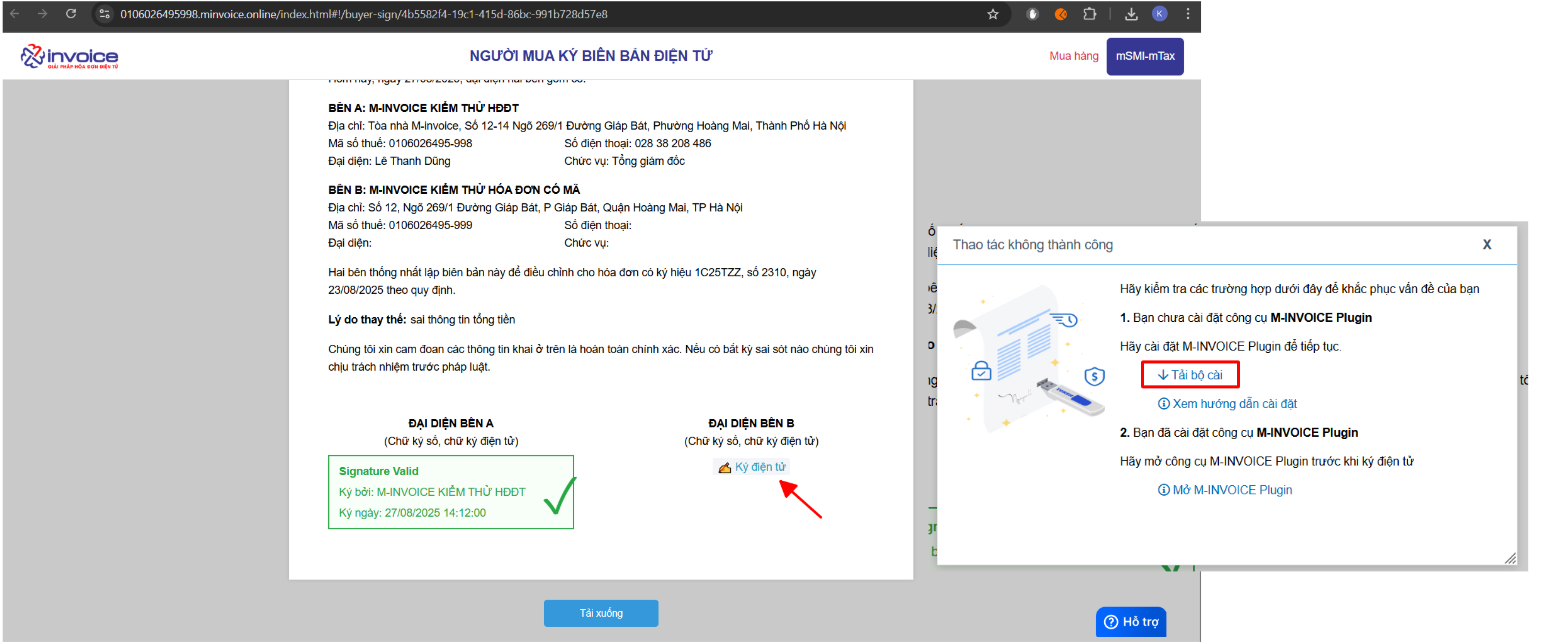 0106026495998.minvoice.online/index.html#!/buyer-sign/4b5582f4-19c1-415d-86bc-991b728d57e8
K
invoice
GIẢI PHÁP HÓA ĐƠN ĐIỆN TỬ
NGƯỜI MUA KÝ BIÊN BẢN ĐIỆN TỬ
Mua hàng
mSMI-mTax
Hôm nay, ngày 27/08/2025, đại diện hai bên gồm có:
BÊN A: M-INVOICE KIỂM THỬ HĐĐT
Địa chỉ: Tòa nhà M-Invoice, Số 12-14 Ngõ 269/1 Đường Giáp Bát, Phường Hoàng Mai, Thành Phố Hà Nội
Mã số thuế: 0106026495-998 Số điện thoại: 028 38 208 486
Đại diện: Lê Thanh Dũng Chức vụ: Tổng giám đốc
BÊN B: M-INVOICE KIỂM THỬ HÓA ĐƠN CÓ MÃ
Địa chỉ: Số 12, Ngõ 269/1 Đường Giáp Bát, P Giáp Bát, Quận Hoàng Mai, TP Hà Nội
Mã số thuế: 0106026495-999 Số điện thoại:
Đại diện: Chức vụ:
Hai bên thống nhất lập biên bản này để điều chỉnh cho hóa đơn có ký hiệu 1C25TZZ, số 2310, ngày
23/08/2025 theo quy định.
Lý do thay thế: sai thông tin tổng tiền
Chúng tôi xin cam đoan các thông tin khai ở trên là hoàn toàn chính xác. Nếu có bất kỳ sai sót nào chúng tôi xin
chịu trách nhiệm trước pháp luật.
ĐẠI DIỆN BÊN A
(Chữ ký số, chữ ký điện tử)
Signature Valid
Ký bởi: M-INVOICE KIỂM THỬ HĐĐT
Ký ngày: 27/08/2025 14:12:00
ĐẠI DIỆN BÊN B
(Chữ ký số, chữ ký điện tử)
Ký điện tử
Tải xuống
Thao tác không thành công
X
Hãy kiểm tra các trường hợp dưới đây để khắc phục vấn đề của bạn
1. Bạn chưa cài đặt công cụ M-INVOICE Plugin
Hãy cài đặt M-INVOICE Plugin để tiếp tục.
Tải bộ cài
Xem hướng dẫn cài đặt
2. Bạn đã cài đặt công cụ M-INVOICE Plugin
Hãy mở công cụ M-INVOICE Plugin trước khi ký điện tử
Mở M-INVOICE Plugin
Hỗ trợ